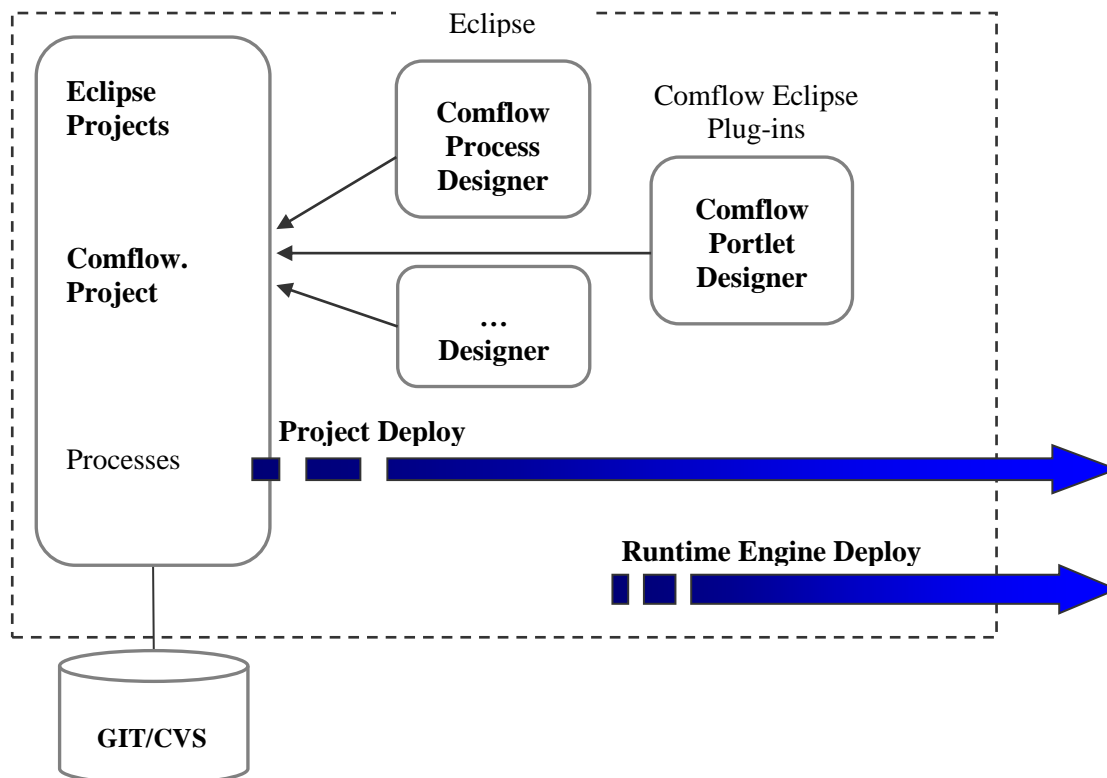 Eclipse
Eclipse
Projects
Comflow
Process
Designer
Comflow Eclipse
Plug-ins
Comflow
Portlet
Designer
Comflow.
Project
…
Designer
Project Deploy
Processes
Runtime Engine Deploy
GIT/CVS